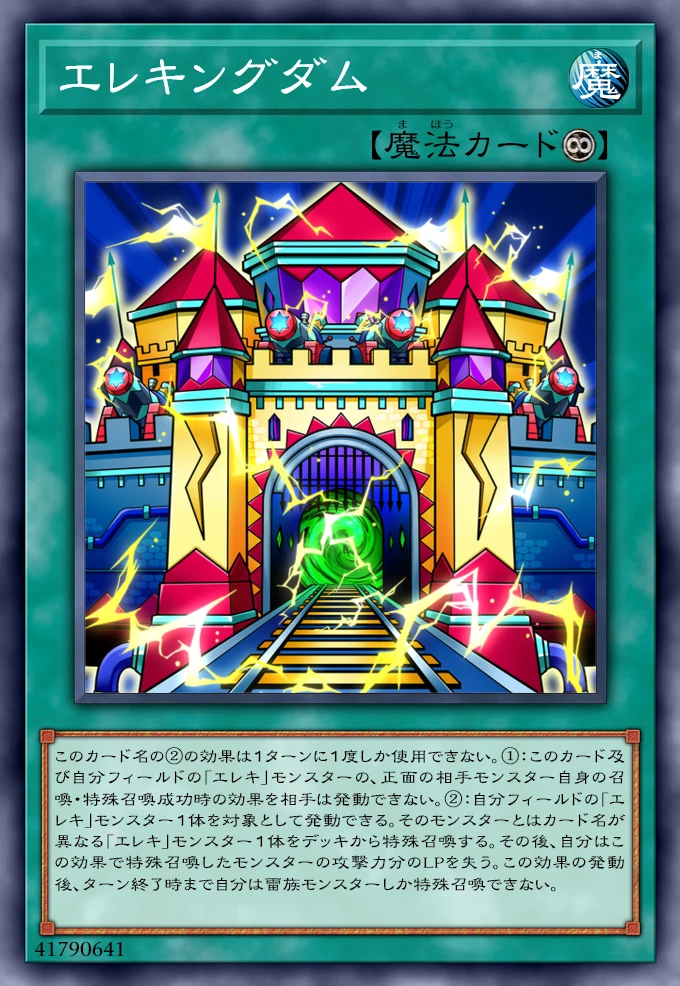 エレキングダム
ま
魔
ま ほう
【魔法カード♾】
このカード名の②の効果は1ターンに1度しか使用できない。①：このカード及
び自分フィールドの「エレキ」モンスターの、正面の相手モンスター自身の召
喚・特殊召喚成功時の効果を相手は発動できない。②：自分フィールドの「エ
レキ」モンスター1体を対象として発動できる。そのモンスターとはカード名が
異なる「エレキ」モンスター1体をデッキから特殊召喚する。その後、自分はこ
の効果で特殊召喚したモンスターの攻撃力分のLPを失う。この効果の発動
後、ターン終了時まで自分は雷族モンスターしか特殊召喚できない。
41790641